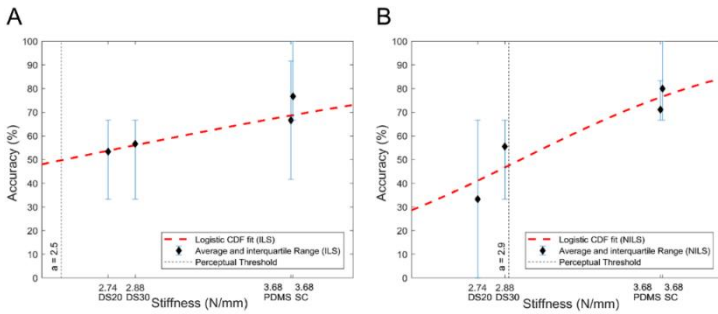 A
100
90
80
70
60
50
40
30
20
10
0
Accuracy (%)
a = 2.5
Logistic CDF fit (ILS)
Average and interquartile Range (ILS)
Perceptual Threshold
2.74 2.88 3.68 3.68
DS20 DS30 PDMS SC
Stiffness (N/mm)
B
100
90
80
70
60
50
40
30
20
10
0
Accuracy (%)
a = 2.9
Logistic CDF fit (NILS)
Average and interquartile Range (NILS)
Perceptual Threshold
2.74 2.88 3.68 3.68
DS20 DS30 PDMS SC
Stiffness (N/mm)